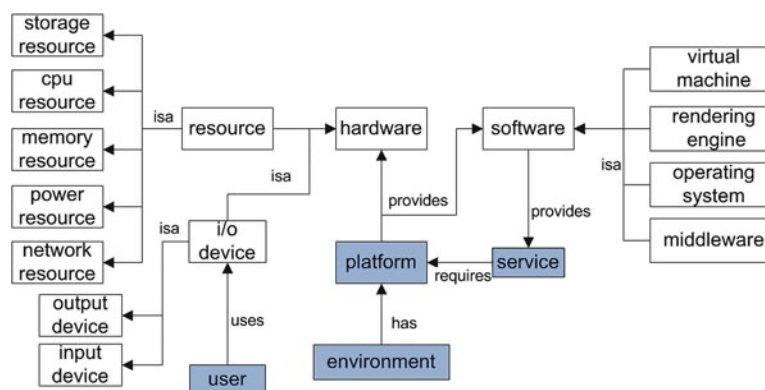 storage
resource
cpu
resource
memory
resource
power
resource
network
resource
output
device
input
device
isa
isa
resource
isa
i/o
device
uses
user
hardware
provides
platform
has
environment
requires
software
provides
service
isa
virtual
machine
rendering
engine
operating
system
middleware